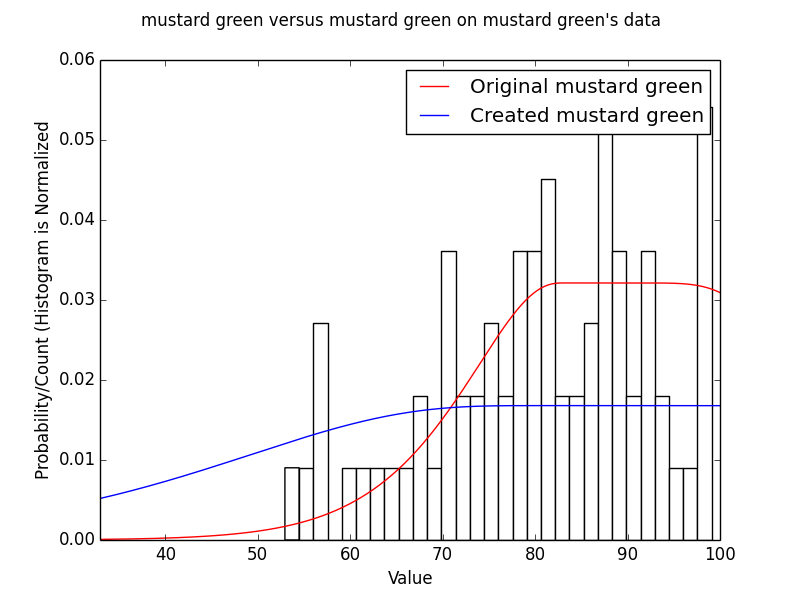 mustard green versus mustard green on mustard green's data
0.06
0.05
0.04
0.03
0.02
0.01
0.00
Probability/Count (Histogram is Normalized
Original mustard green
Created mustard green
40 50 60 70 80 90 100
Value